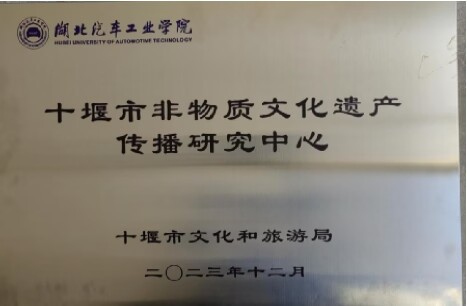 湖北汽车工业学院
HUBEI UNIVERSITY OF AUTOMOTIVE TECHNOLOGY
十堰市非物质文化遗产
传播研究中心
十堰市文化和旅游局
二〇二三年十二月